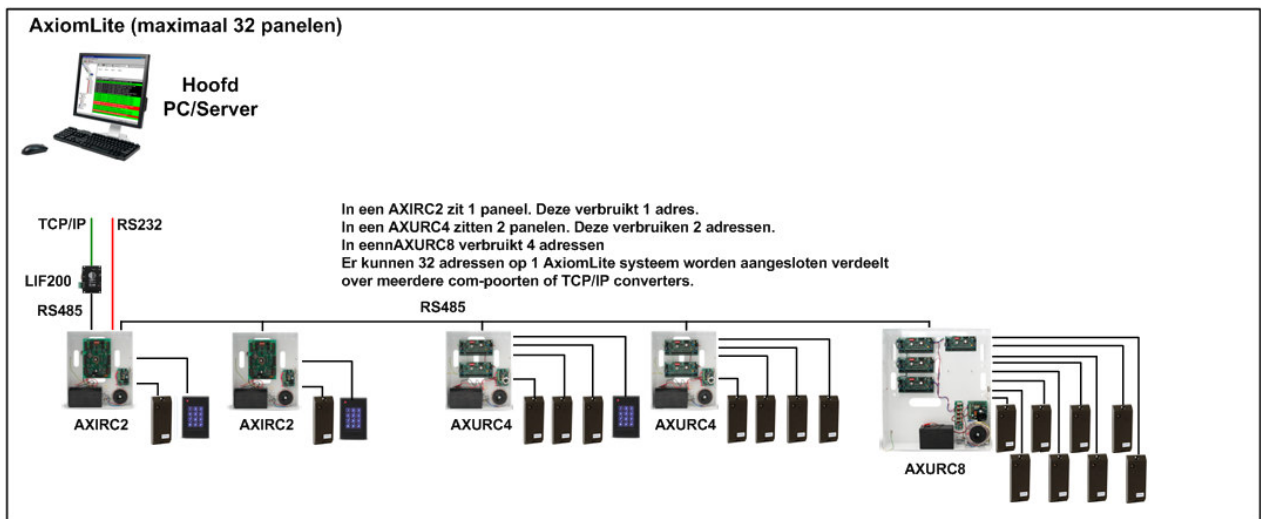 AxiomLite (maximaal 32 panelen)
Hoofd
PC/Server
In een AXIRC2 zit 1 paneel. Deze verbruikt 1 adres.
In een AXURC4 zitten 2 panelen. Deze verbruiken 2 adressen.
In eennAXURC8 verbruikt 4 adressen
Er kunnen 32 adressen op 1 AxiomLite systeem worden aangesloten verdeelt
over meerdere com-poorten of TCP/IP converters.
TCP/IP
RS232
LIF200
RS485
RS485
AXIRC2
AXIRC2
AXURC4
AXURC4
AXURC8